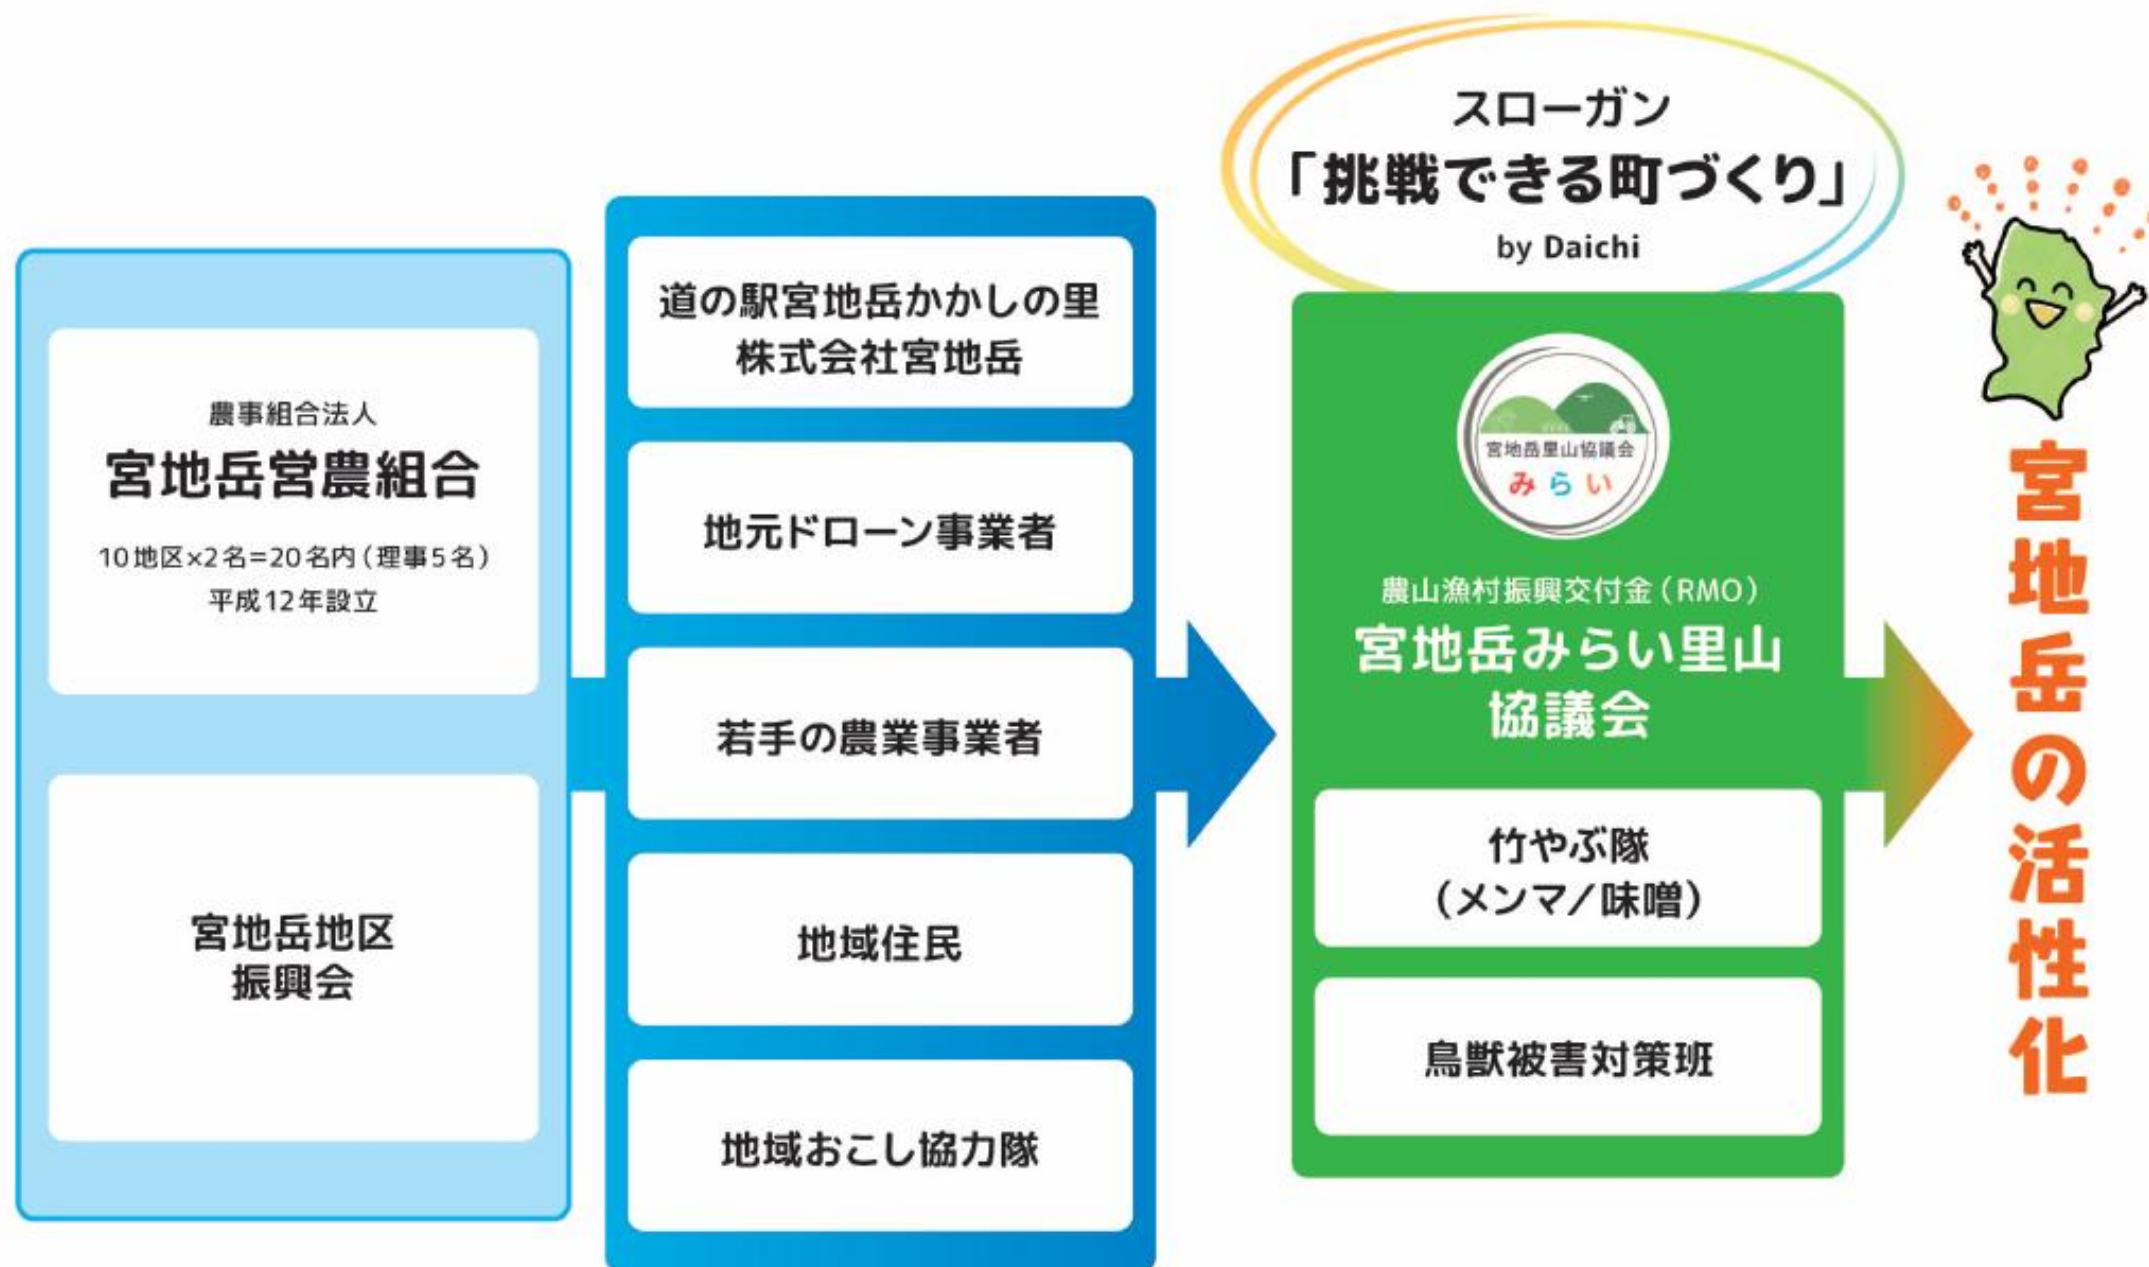 農事組合法人
宮地岳営農組合
10地区×2名=20名内(理事5名)
平成12年設立
宮地岳地区
振興会
道の駅宮地岳かかしの里
株式会社宮地岳
地元ドローン事業者
若手の農業事業者
地域住民
地域おこし協力隊
スローガン
「挑戦できる町づくり」
by Daichi
宮地岳里山協議会
みらい
農山漁村振興交付金(RMO)
宮地岳みらい里山
協議会
竹やぶ隊
(メンマ/味噌)
鳥獣被害対策班
宮地岳の活性化